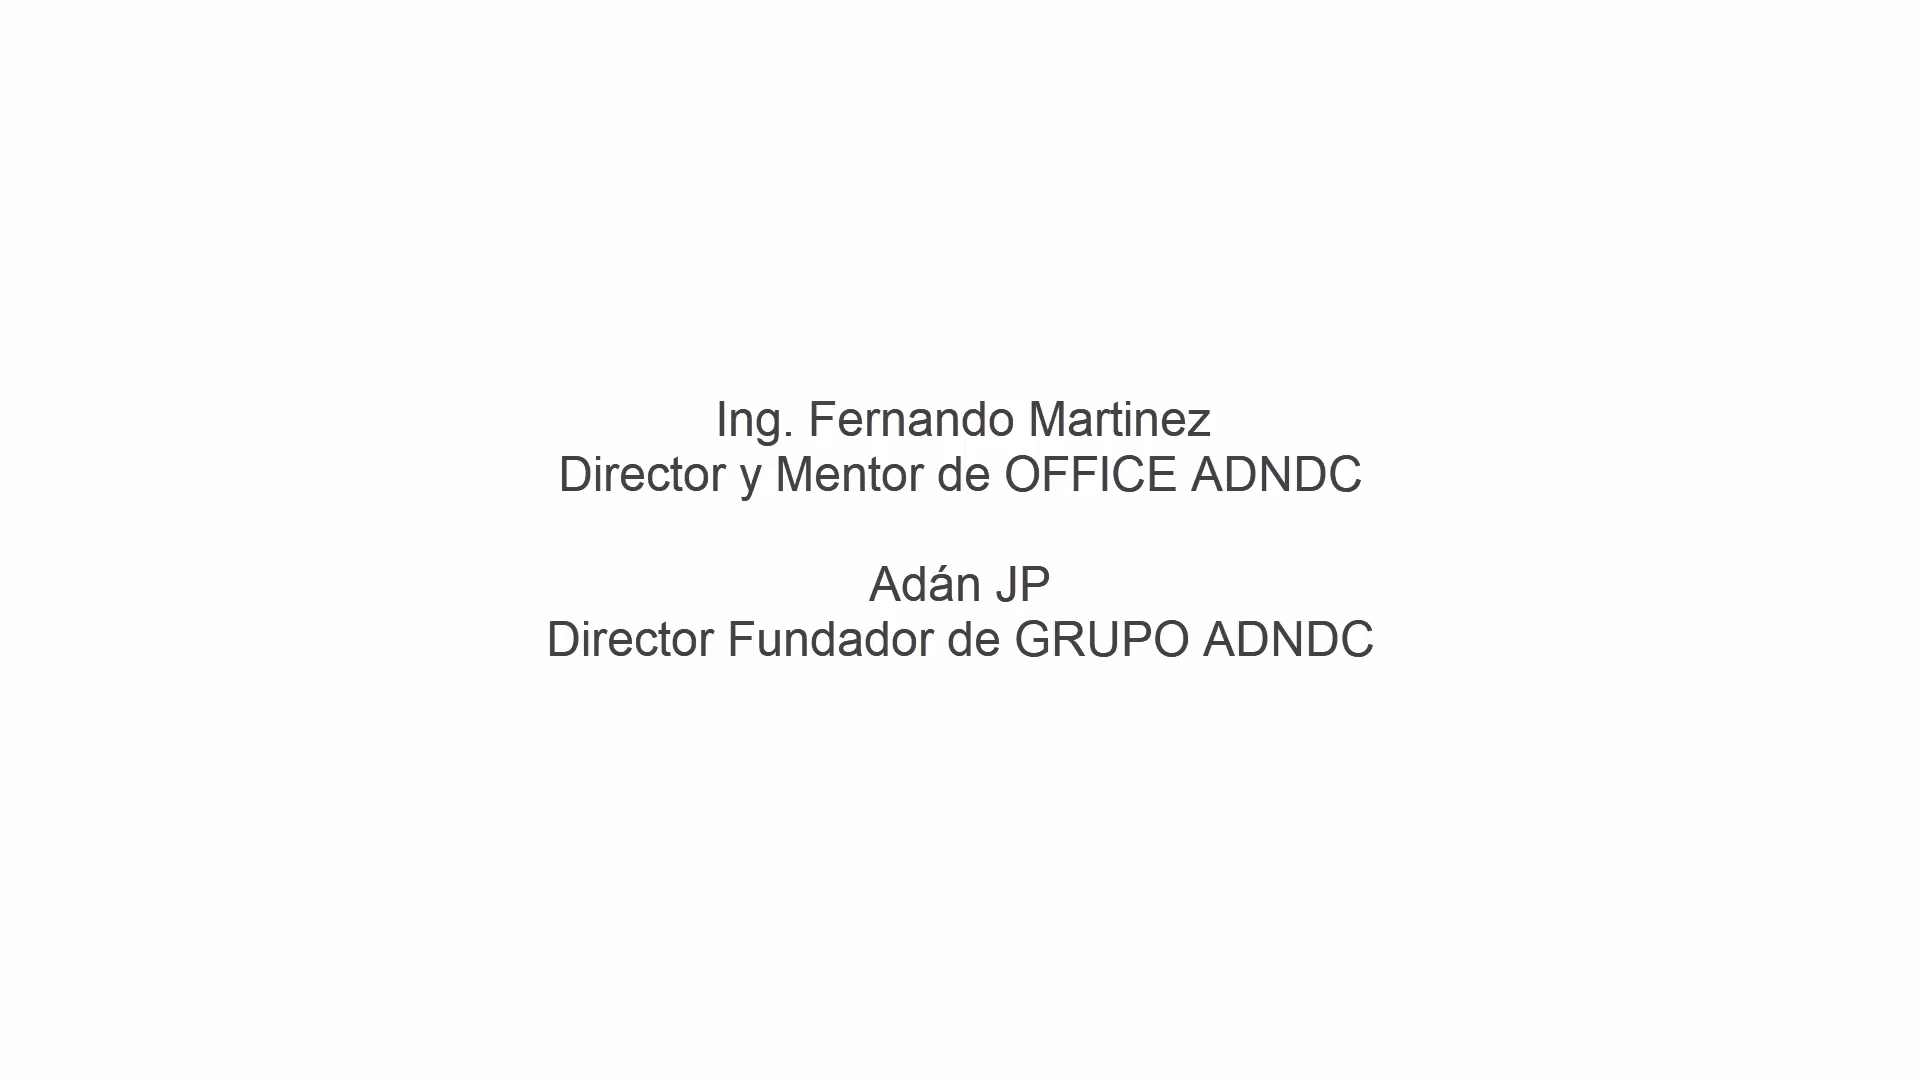 Ing. Fernando Martinez
Director y Mentor de OFFICE ADNDC
Adán JP
Director Fundador de GRUPO ADNDC